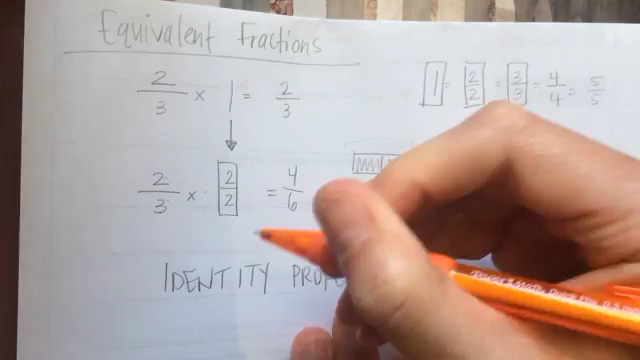 Equivalent Fractions
2/3 × 1 = 2/3
1 = 2/2 = 3/3 = 4/4 = 5/5
2/3 × 2/2 = 4/6
IDENTITY